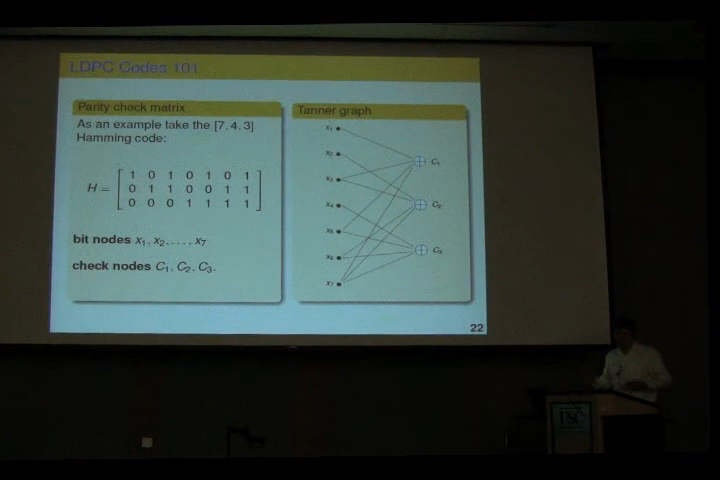 LDPC Codes 101
Parity check matrix
As an example take the [7, 4, 3]
Hamming code:
H = [ 1 0 1 0 1 0 1
0 1 1 0 0 1 1
0 0 0 1 1 1 1 ]
bit nodes x₁, x₂, . . . , x₇
check nodes C₁, C₂, C₃.
Tanner graph
x₁
x₂
x₃
x₄
x₅
x₆
x₇
C₁
C₂
C₃
22
USC